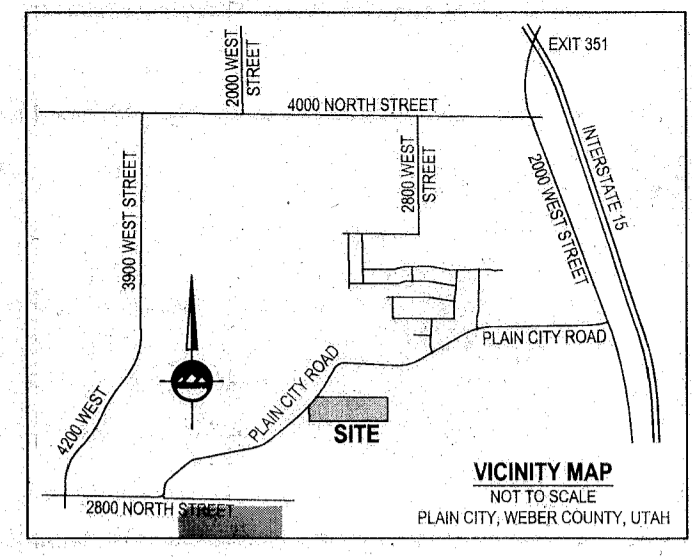 EXIT 351
2000 WEST
STREET
4000 NORTH STREET
INTERSTATE 15
2800 WEST
STREET
3900 WEST STREET
2000 WEST STREET
PLAIN CITY ROAD
PLAIN CITY ROAD
4200 WEST
SITE
VICINITY MAP
NOT TO SCALE
PLAIN CITY, WEBER COUNTY, UTAH
2800 NORTH STREET